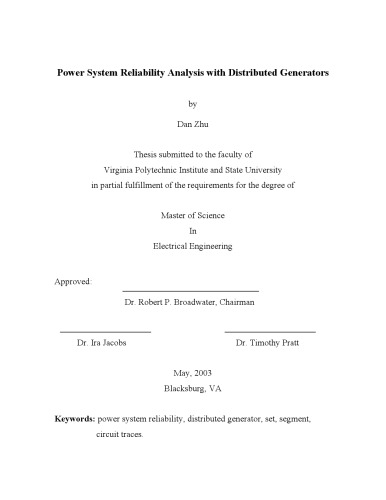 Power System Reliability Analysis with Distributed Generators
by
Dan Zhu
Thesis submitted to the faculty of
Virginia Polytechnic Institute and State University
in partial fulfillment of the requirements for the degree of
Master of Science
In
Electrical Engineering
Approved:
Dr. Robert P. Broadwater, Chairman
Dr. Ira Jacobs Dr. Timothy Pratt
May, 2003
Blacksburg, VA
Keywords: power system reliability, distributed generator, set, segment,
circuit traces.